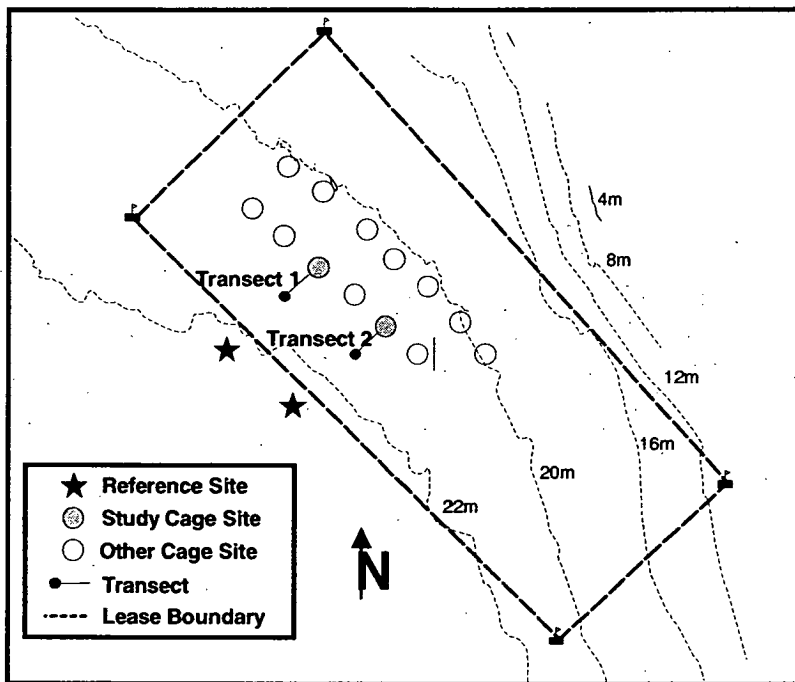 4m
8m
Transect 1
Transect 2
12m
16m
20m
22m
Reference Site
Study Cage Site
Other Cage Site
Transect
Lease Boundary
N